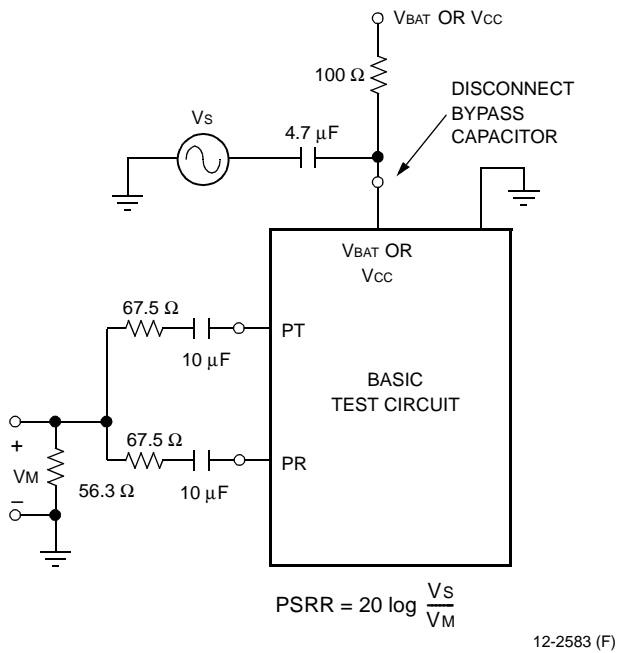 VBAT OR VCC
100 Ω
DISCONNECT
BYPASS
CAPACITOR
VS
4.7 µF
VBAT OR
VCC
67.5 Ω
10 µF
PT
BASIC
TEST CIRCUIT
67.5 Ω
10 µF
PR
+
VM
–
56.3 Ω
PSRR = 20 log VS
VM
12-2583 (F)